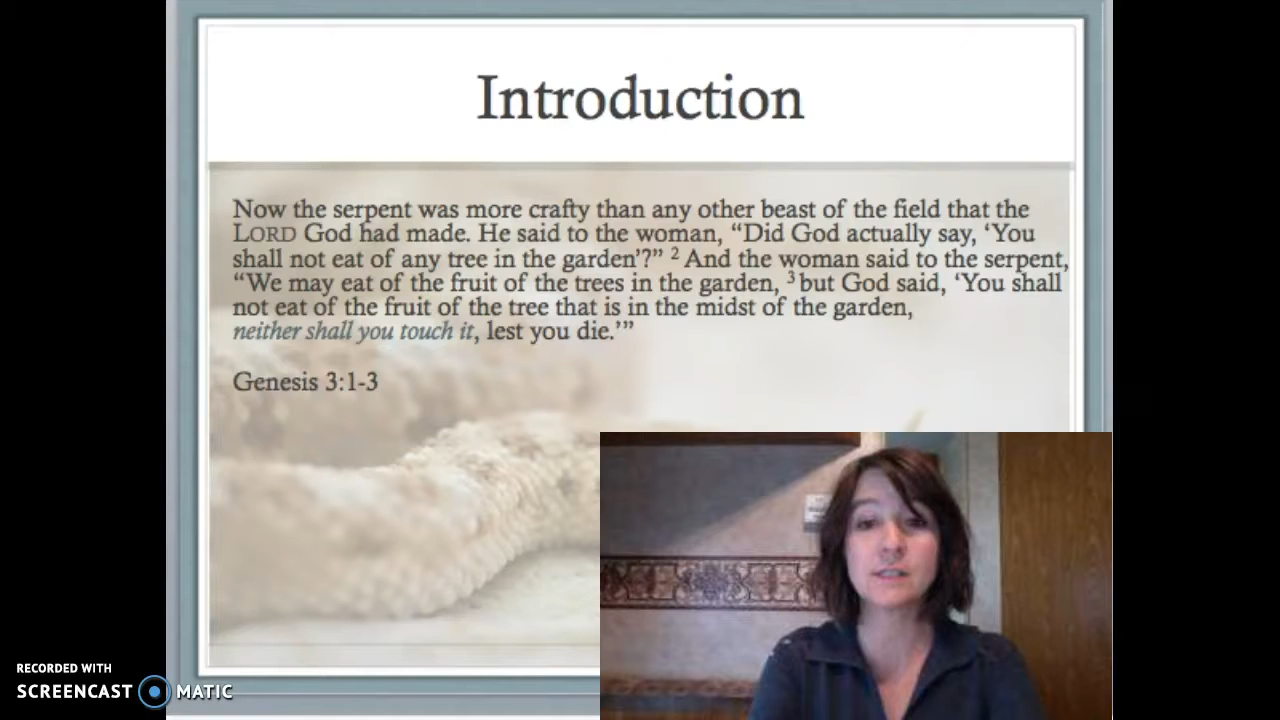 Introduction
Now the serpent was more crafty than any other beast of the field that the
LORD God had made. He said to the woman, “Did God actually say, ‘You
shall not eat of any tree in the garden’?” ² And the woman said to the serpent,
“We may eat of the fruit of the trees in the garden, ³ but God said, ‘You shall
not eat of the fruit of the tree that is in the midst of the garden,
neither shall you touch it, lest you die.’”
Genesis 3:1-3
RECORDED WITH
SCREENCAST MATIC